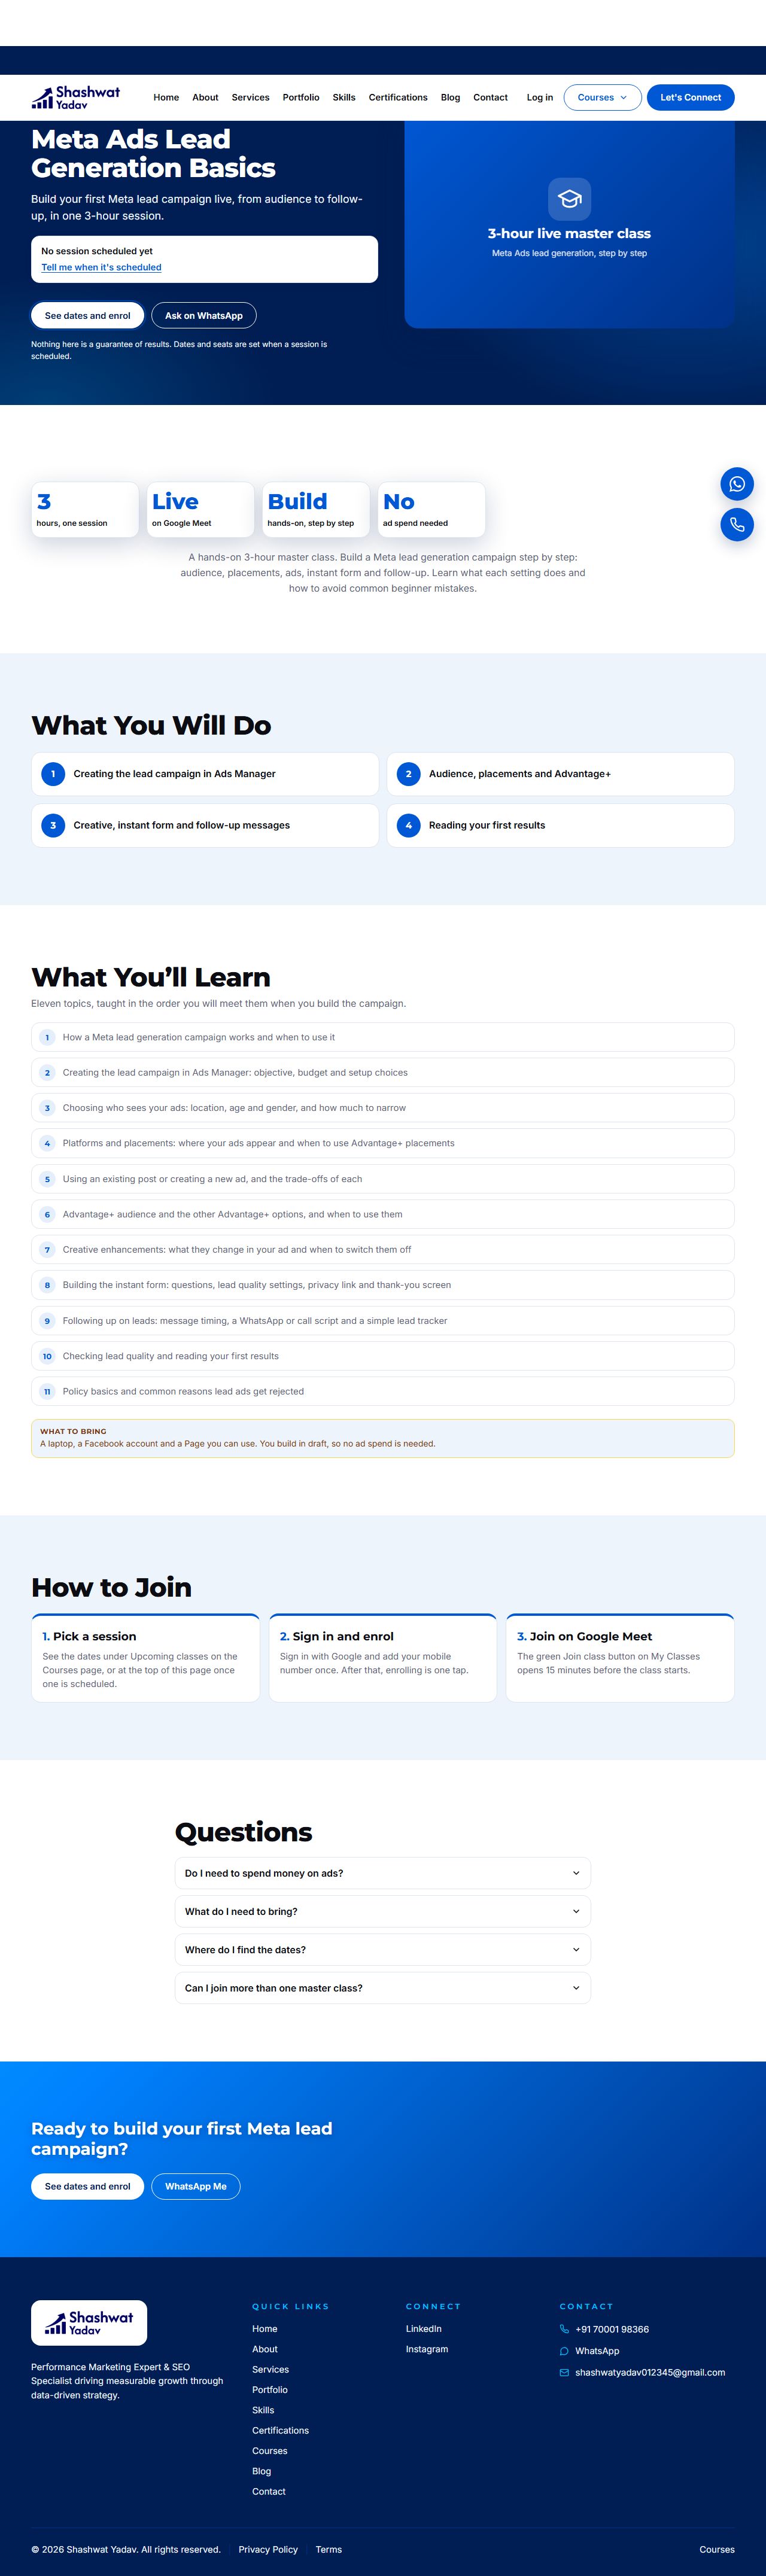 Shashwat
Yadav
Home About Services Portfolio Skills Certifications Blog Contact Log in Courses Let's Connect
Meta Ads Lead
Generation Basics
Build your first Meta lead campaign live, from audience to follow-
up, in one 3-hour session.
No session scheduled yet
Tell me when it's scheduled
See dates and enrol Ask on WhatsApp
Nothing here is a guarantee of results. Dates and seats are set when a session is
scheduled.
3-hour live master class
Meta Ads lead generation, step by step
3
hours, one session
Live
on Google Meet
Build
hands-on, step by step
No
ad spend needed
A hands-on 3-hour master class. Build a Meta lead generation campaign step by step:
audience, placements, ads, instant form and follow-up. Learn what each setting does and
how to avoid common beginner mistakes.
What You Will Do
1 Creating the lead campaign in Ads Manager
2 Audience, placements and Advantage+
3 Creative, instant form and follow-up messages
4 Reading your first results
What You’ll Learn
Eleven topics, taught in the order you will meet them when you build the campaign.
1 How a Meta lead generation campaign works and when to use it
2 Creating the lead campaign in Ads Manager: objective, budget and setup choices
3 Choosing who sees your ads: location, age and gender, and how much to narrow
4 Platforms and placements: where your ads appear and when to use Advantage+ placements
5 Using an existing post or creating a new ad, and the trade-offs of each
6 Advantage+ audience and the other Advantage+ options, and when to use them
7 Creative enhancements: what they change in your ad and when to switch them off
8 Building the instant form: questions, lead quality settings, privacy link and thank-you screen
9 Following up on leads: message timing, a WhatsApp or call script and a simple lead tracker
10 Checking lead quality and reading your first results
11 Policy basics and common reasons lead ads get rejected
WHAT TO BRING
A laptop, a Facebook account and a Page you can use. You build in draft, so no ad spend is needed.
How to Join
1. Pick a session
See the dates under Upcoming classes on the
Courses page, or at the top of this page once
one is scheduled.
2. Sign in and enrol
Sign in with Google and add your mobile
number once. After that, enrolling is one tap.
3. Join on Google Meet
The green Join class button on My Classes
opens 15 minutes before the class starts.
Questions
Do I need to spend money on ads?
What do I need to bring?
Where do I find the dates?
Can I join more than one master class?
Ready to build your first Meta lead
campaign?
See dates and enrol WhatsApp Me
Shashwat
Yadav
Performance Marketing Expert & SEO
Specialist driving measurable growth through
data-driven strategy.
QUICK LINKS
Home
About
Services
Portfolio
Skills
Certifications
Courses
Blog
Contact
CONNECT
LinkedIn
Instagram
CONTACT
+91 70001 98366
WhatsApp
shashwatyadav012345@gmail.com
© 2026 Shashwat Yadav. All rights reserved. Privacy Policy Terms Courses